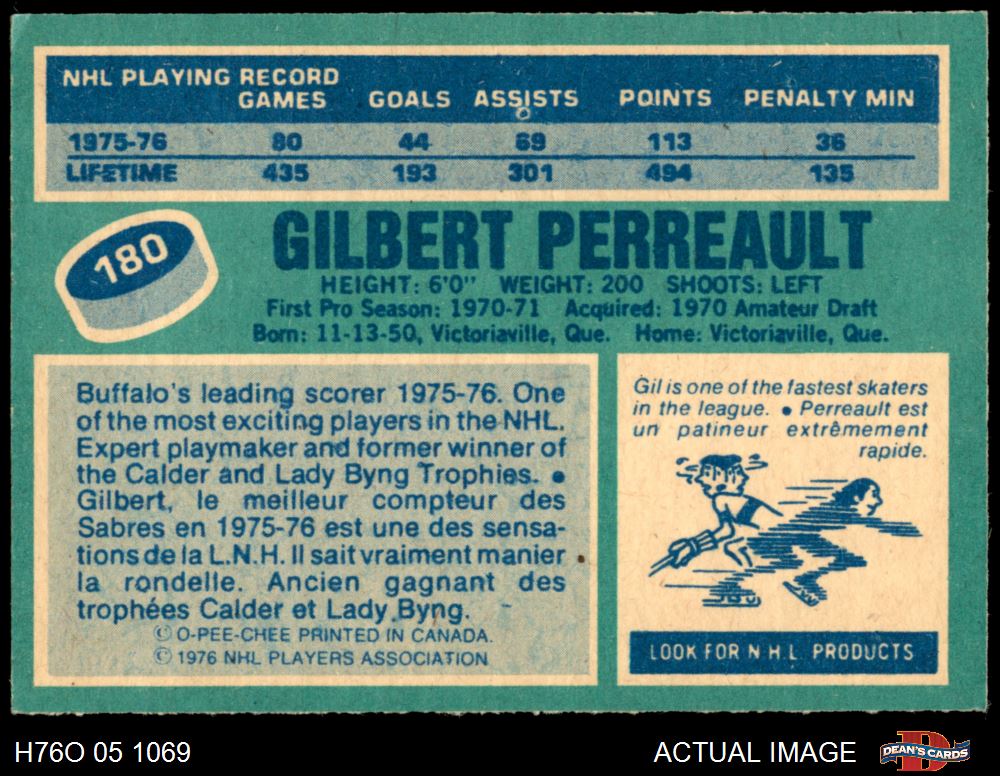 NHL PLAYING RECORD
GAMES GOALS ASSISTS POINTS PENALTY MIN
1975-76 80 44 69 113 36
LIFETIME 435 193 301 494 135
180
GILBERT PERREAULT
HEIGHT: 6'0" WEIGHT: 200 SHOOTS: LEFT
First Pro Season: 1970-71 Acquired: 1970 Amateur Draft
Born: 11-13-50, Victoriaville, Que. Home: Victoriaville, Que.
Buffalo's leading scorer 1975-76. One
of the most exciting players in the NHL.
Expert playmaker and former winner of
the Calder and Lady Byng Trophies. •
Gilbert, le meilleur compteur des
Sabres en 1975-76 est une des sensa-
tions de la L.N.H. Il sait vraiment manier
la rondelle. Ancien gagnant des
trophées Calder et Lady Byng.
© O-PEE-CHEE PRINTED IN CANADA.
© 1976 NHL PLAYERS ASSOCIATION
Gil is one of the fastest skaters
in the league. • Perreault est
un patineur extrêmement
rapide.
LOOK FOR N H L PRODUCTS
H76O 05 1069
ACTUAL IMAGE
DEAN'S CARDS